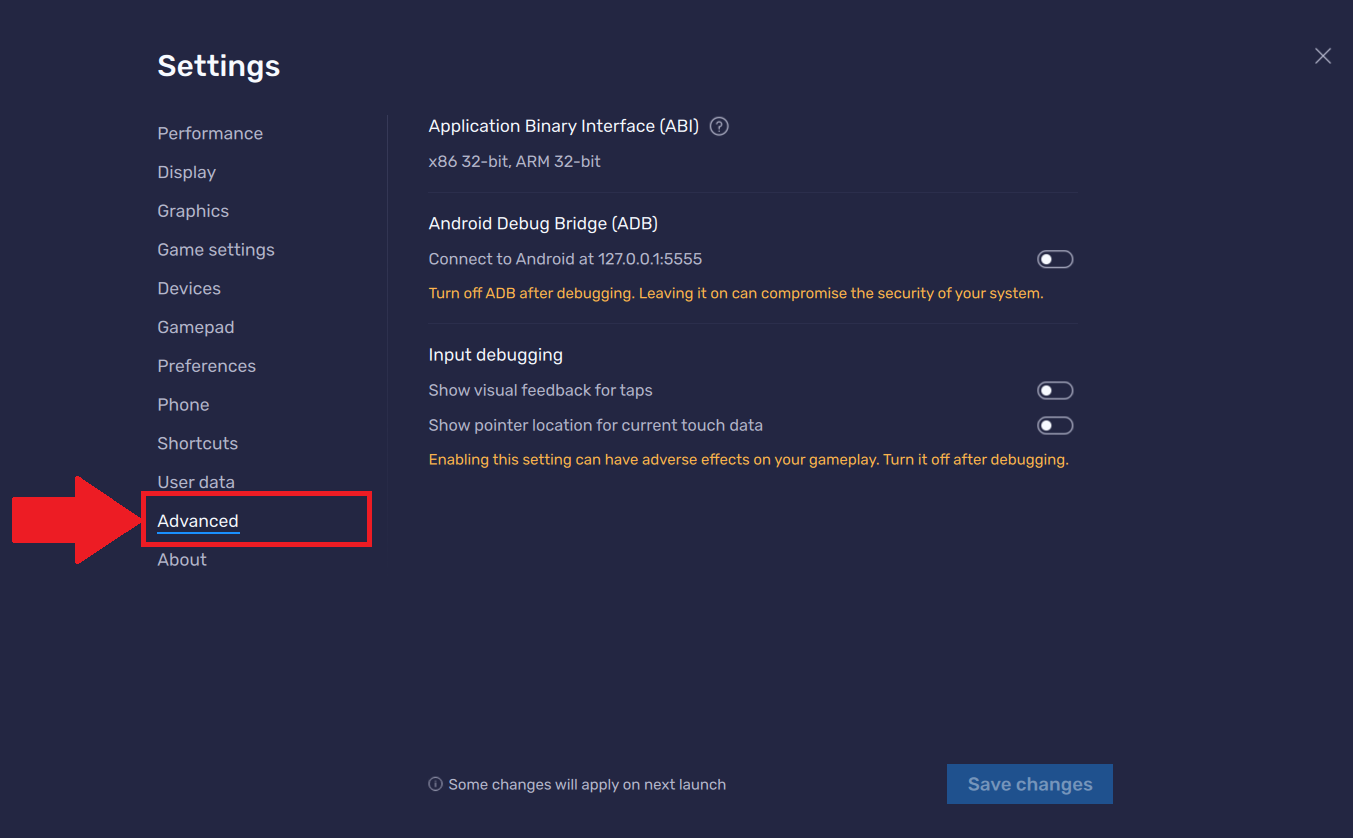 Settings
Performance
Display
Graphics
Game settings
Devices
Gamepad
Preferences
Phone
Shortcuts
User data
Advanced
About
Application Binary Interface (ABI) ?
x86 32-bit, ARM 32-bit
Android Debug Bridge (ADB)
Connect to Android at 127.0.0.1:5555
Turn off ADB after debugging. Leaving it on can compromise the security of your system.
Input debugging
Show visual feedback for taps
Show pointer location for current touch data
Enabling this setting can have adverse effects on your gameplay. Turn it off after debugging.
Some changes will apply on next launch
Save changes